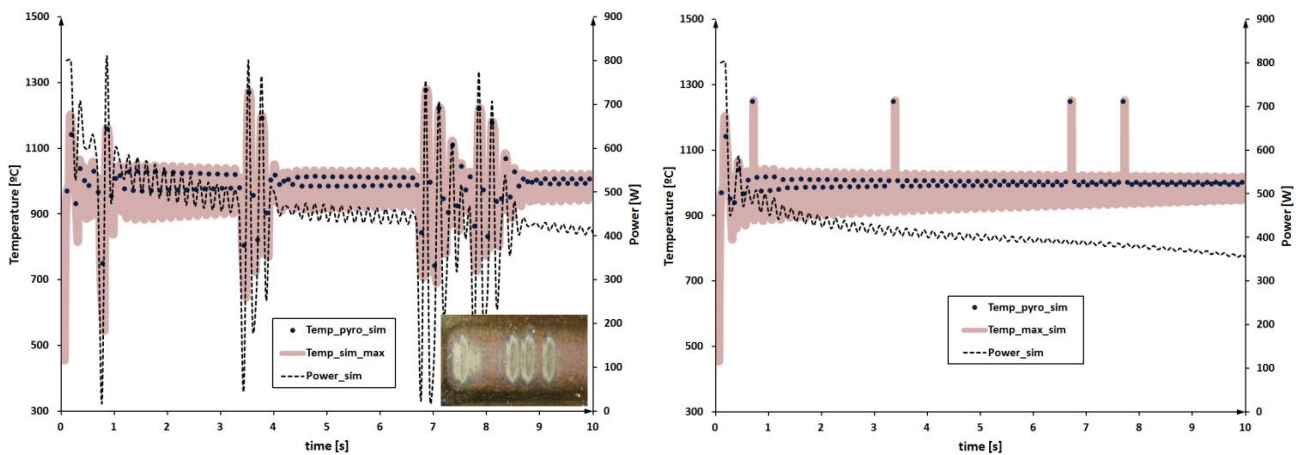 1500
1300
1100
900
700
500
300
Temperature [ºC]
900
800
700
600
500
400
300
200
100
0
Power [W]
Temp_pyro_sim
Temp_sim_max
Power_sim
0 1 2 3 4 5 6 7 8 9 10
time [s]
1500
1300
1100
900
700
500
300
Temperature [ºC]
900
800
700
600
500
400
300
200
100
0
Power [W]
Temp_pyro_sim
Temp_max_sim
Power_sim
0 1 2 3 4 5 6 7 8 9 10
time [s]